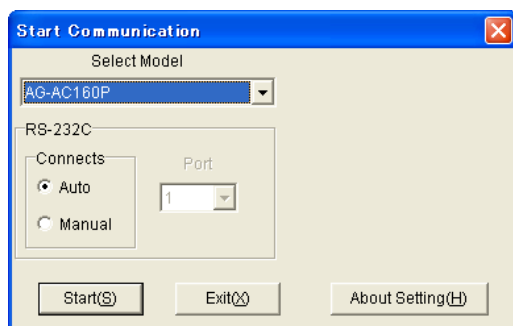 Start Communication
Select Model
AG-AC160P
RS-232C
Connects
Port
Auto
1
Manual
Start(S)
Exit(X)
About Setting(H)